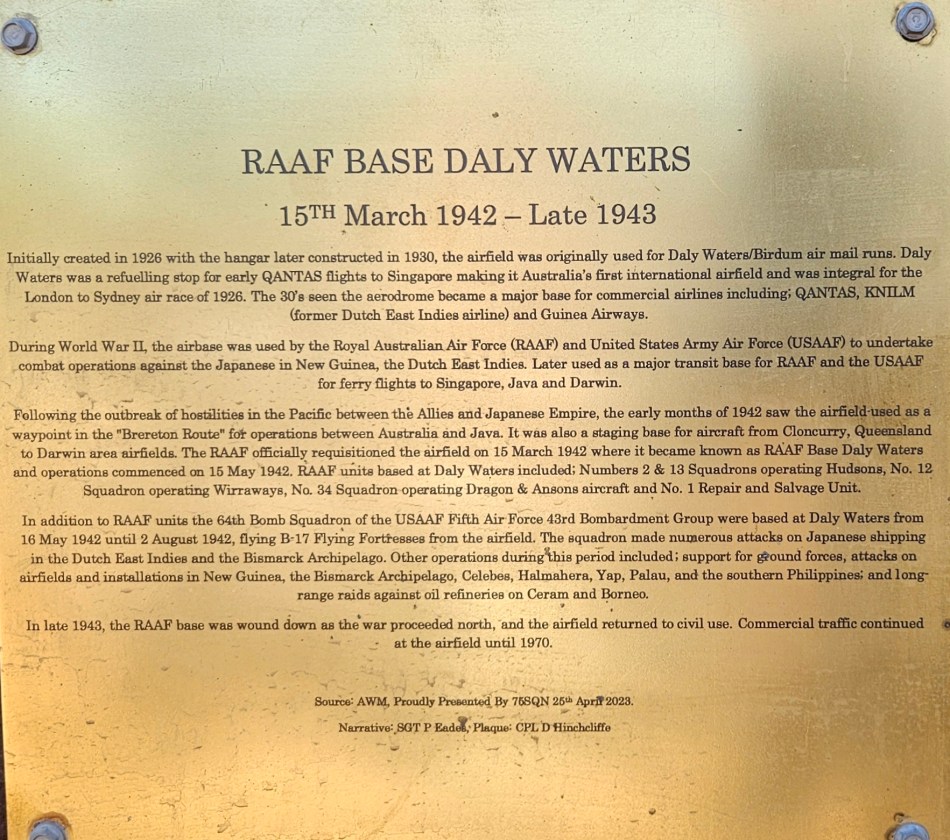 RAAF BASE DALY WATERS
15TH March 1942 – Late 1943
Initially created in 1926 with the hangar later constructed in 1930, the airfield was originally used for Daly Waters/Birdum air mail runs. Daly
Waters was a refuelling stop for early QANTAS flights to Singapore making it Australia's first international airfield and was integral for the
London to Sydney air race of 1926. The 30's seen the aerodrome became a major base for commercial airlines including; QANTAS, KNILM
(former Dutch East Indies airline) and Guinea Airways.
During World War II, the airbase was used by the Royal Australian Air Force (RAAF) and United States Army Air Force (USAAF) to undertake
combat operations against the Japanese in New Guinea, the Dutch East Indies. Later used as a major transit base for RAAF and the USAAF
for ferry flights to Singapore, Java and Darwin.
Following the outbreak of hostilities in the Pacific between the Allies and Japanese Empire, the early months of 1942 saw the airfield used as a
waypoint in the "Brereton Route" for operations between Australia and Java. It was also a staging base for aircraft from Cloncurry, Queensland
to Darwin area airfields. The RAAF officially requisitioned the airfield on 15 March 1942 where it became known as RAAF Base Daly Waters
and operations commenced on 15 May 1942. RAAF units based at Daly Waters included; Numbers 2 & 13 Squadrons operating Hudsons, No. 12
Squadron operating Wirraways, No. 34 Squadron operating Dragon & Ansons aircraft and No. 1 Repair and Salvage Unit.
In addition to RAAF units the 64th Bomb Squadron of the USAAF Fifth Air Force 43rd Bombardment Group were based at Daly Waters from
16 May 1942 until 2 August 1942, flying B-17 Flying Fortresses from the airfield. The squadron made numerous attacks on Japanese shipping
in the Dutch East Indies and the Bismarck Archipelago. Other operations during this period included; support for ground forces, attacks on
airfields and installations in New Guinea, the Bismarck Archipelago, Celebes, Halmahera, Yap, Palau, and the southern Philippines; and long-
range raids against oil refineries on Ceram and Borneo.
In late 1943, the RAAF base was wound down as the war proceeded north, and the airfield returned to civil use. Commercial traffic continued
at the airfield until 1970.
Source: AWM, Proudly Presented By 75SQN 25th April 2023.
Narrative: SGT P Eades, Plaque: CPL D Hinchcliffe